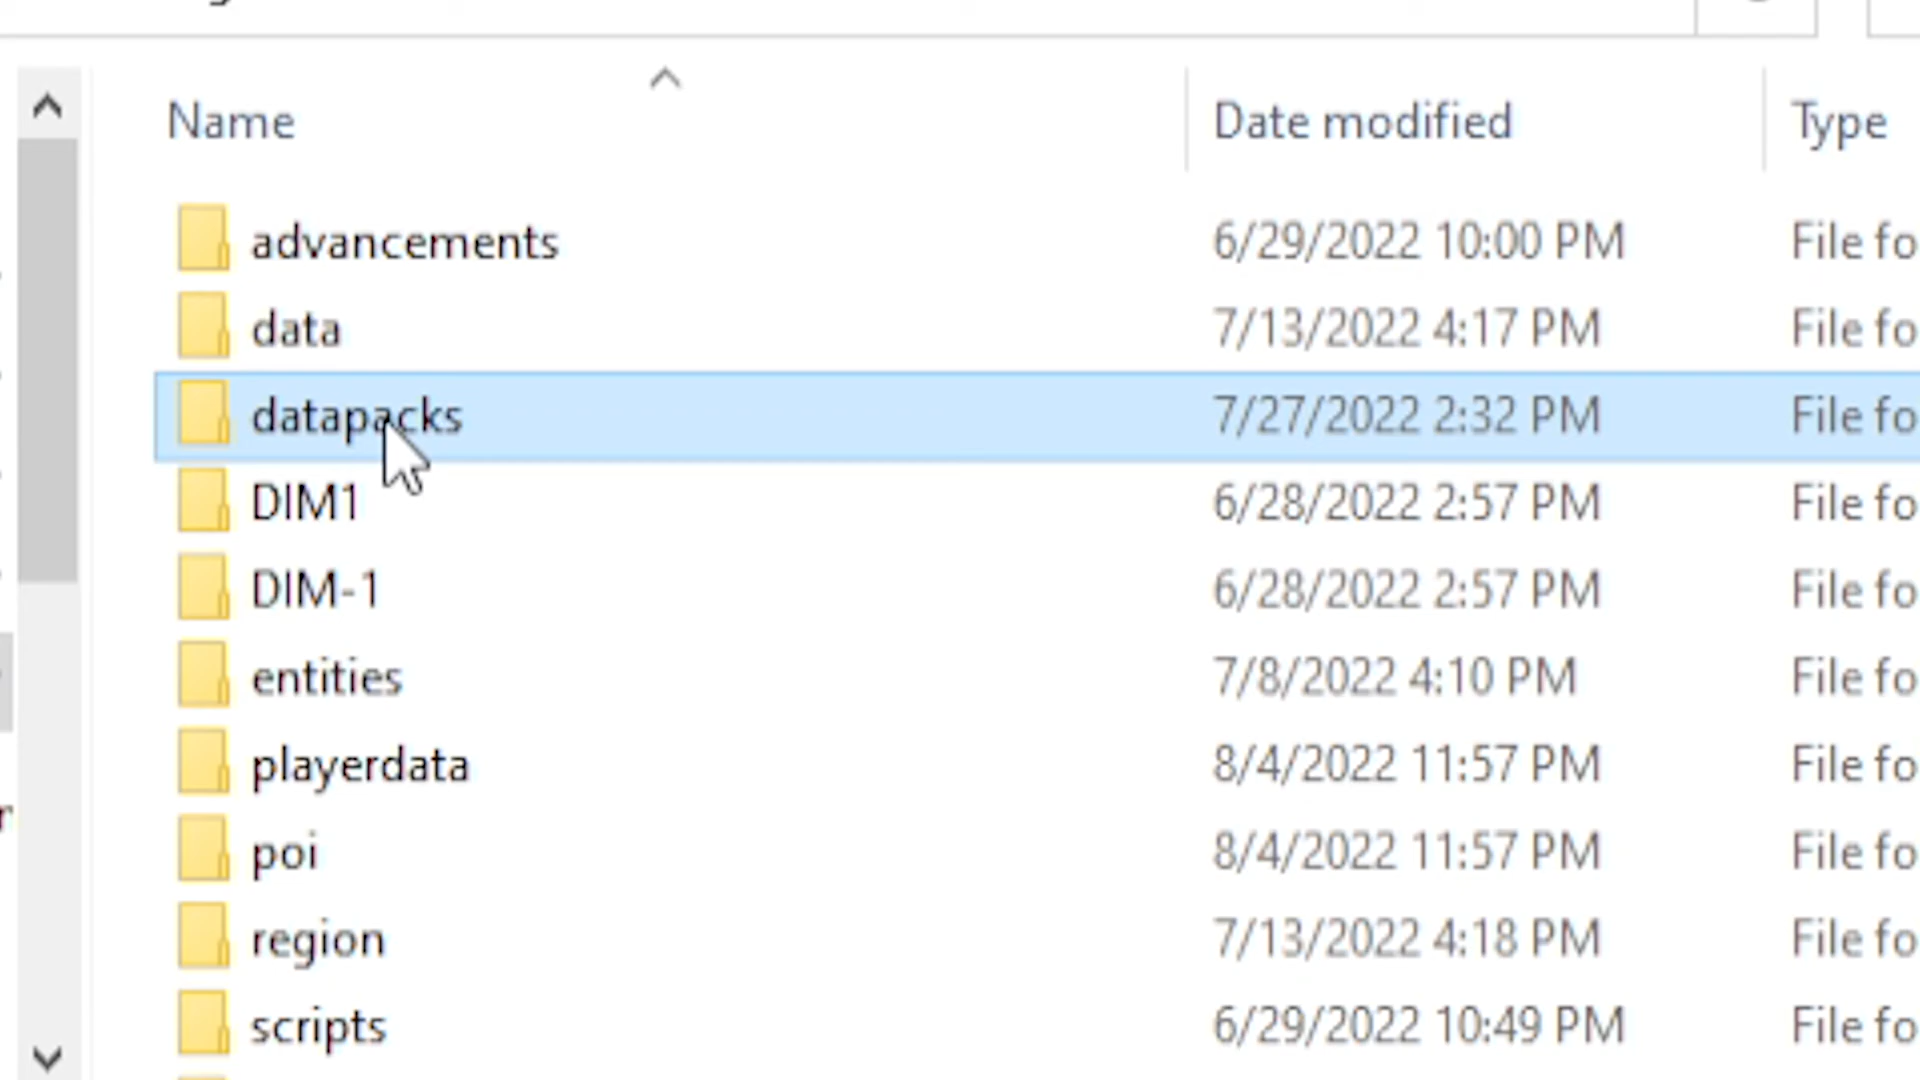 Name Date modified Type
advancements 6/29/2022 10:00 PM File fo
data 7/13/2022 4:17 PM File fo
datapacks 7/27/2022 2:32 PM File fo
DIM1 6/28/2022 2:57 PM File fo
DIM-1 6/28/2022 2:57 PM File fo
entities 7/8/2022 4:10 PM File fo
playerdata 8/4/2022 11:57 PM File fo
poi 8/4/2022 11:57 PM File fo
region 7/13/2022 4:18 PM File fo
scripts 6/29/2022 10:49 PM File fo